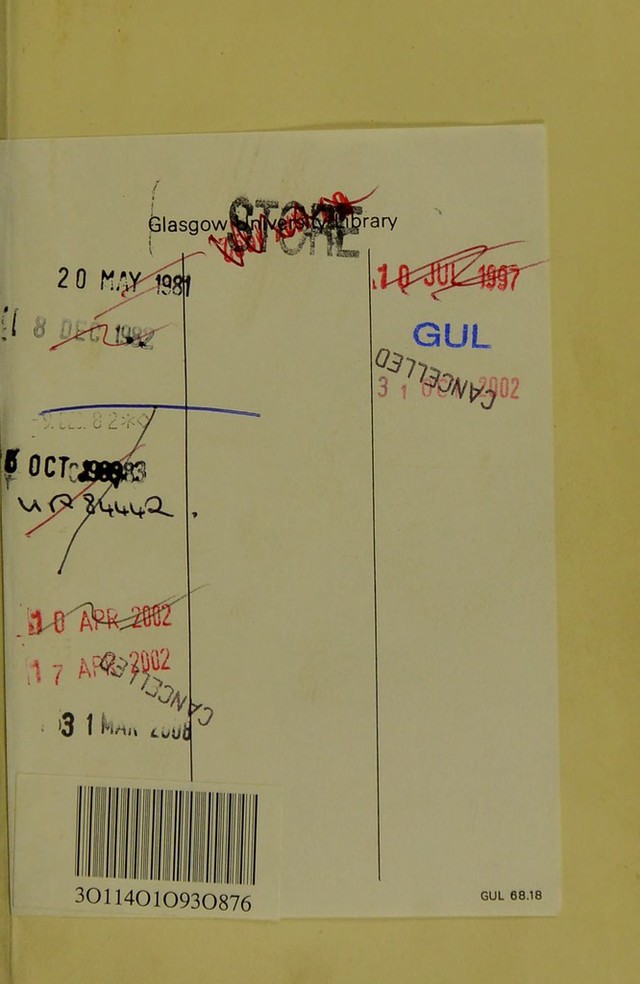 STORE
Glasgow University Library
20 MAY 1981
8 DEC 1982
OCT 1983
10 APR 2002
17 APR 2002
CANCELLED
31 MAR 2008
10 JUL 1997
GUL
CANCELLED
31 OCT 2002
30114010930876
GUL 68.18